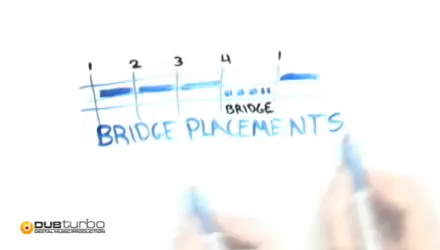 1 2 3 4 1
BRIDGE
BRIDGE PLACEMENTS
DUBturbo
DIGITAL MUSIC PRODUCTION